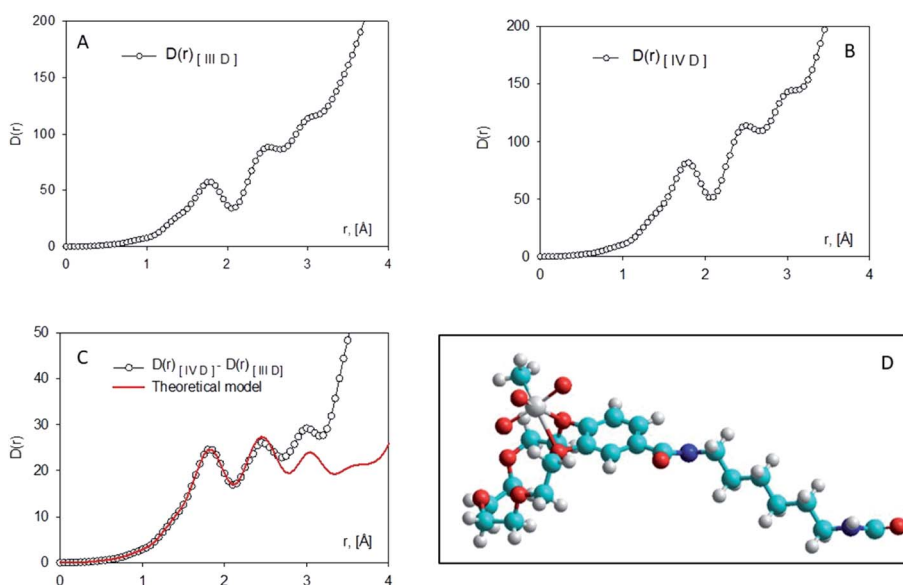 A
D(r) [ III D ]
200
150
100
50
0
D(r)
r, [Å]
0 1 2 3 4
B
D(r) [ IV D ]
200
150
100
50
0
D(r)
r, [Å]
0 1 2 3 4
C
D(r) [ IV D ] - D(r) [ III D ]
Theoretical model
50
40
30
20
10
0
D(r)
r, [Å]
0 1 2 3 4
D